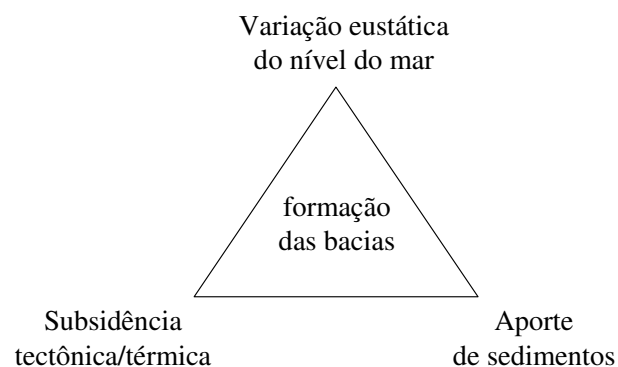 Variação eustática
do nível do mar
formação
das bacias
Subsidência
tectônica/térmica
Aporte
de sedimentos